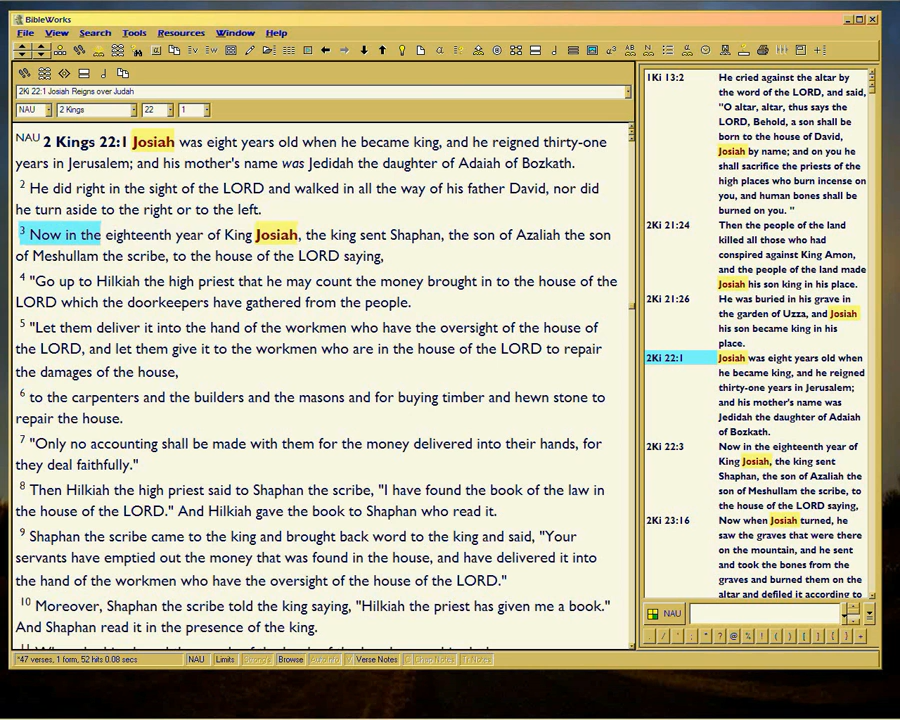 BibleWorks
File View Search Tools Resources Window Help
2Ki 22:1 Josiah Reigns over Judah
NAU 2 Kings 22 1
NAU 2 Kings 22:1 Josiah was eight years old when he became king, and he reigned thirty-one
years in Jerusalem; and his mother's name was Jedidah the daughter of Adaiah of Bozkath.
2 He did right in the sight of the LORD and walked in all the way of his father David, nor did
he turn aside to the right or to the left.
3 Now in the eighteenth year of King Josiah, the king sent Shaphan, the son of Azaliah the son
of Meshullam the scribe, to the house of the LORD saying,
4 "Go up to Hilkiah the high priest that he may count the money brought in to the house of the
LORD which the doorkeepers have gathered from the people.
5 "Let them deliver it into the hand of the workmen who have the oversight of the house of
the LORD, and let them give it to the workmen who are in the house of the LORD to repair
the damages of the house,
6 to the carpenters and the builders and the masons and for buying timber and hewn stone to
repair the house.
7 "Only no accounting shall be made with them for the money delivered into their hands, for
they deal faithfully."
8 Then Hilkiah the high priest said to Shaphan the scribe, "I have found the book of the law in
the house of the LORD." And Hilkiah gave the book to Shaphan who read it.
9 Shaphan the scribe came to the king and brought back word to the king and said, "Your
servants have emptied out the money that was found in the house, and have delivered it into
the hand of the workmen who have the oversight of the house of the LORD."
10 Moreover, Shaphan the scribe told the king saying, "Hilkiah the priest has given me a book."
And Shaphan read it in the presence of the king.
1Ki 13:2 He cried against the altar by
the word of the LORD, and said,
"O altar, altar, thus says the
LORD, Behold, a son shall be
born to the house of David,
Josiah by name; and on you he
shall sacrifice the priests of the
high places who burn incense on
you, and human bones shall be
burned on you. "
2Ki 21:24 Then the people of the land
killed all those who had
conspired against King Amon,
and the people of the land made
Josiah his son king in his place.
2Ki 21:26 He was buried in his grave in
the garden of Uzza, and Josiah
his son became king in his
place.
2Ki 22:1 Josiah was eight years old when
he became king, and he reigned
thirty-one years in Jerusalem;
and his mother's name was
Jedidah the daughter of Adaiah
of Bozkath.
2Ki 22:3 Now in the eighteenth year of
King Josiah, the king sent
Shaphan, the son of Azaliah the
son of Meshullam the scribe, to
the house of the LORD saying,
2Ki 23:16 Now when Josiah turned, he
saw the graves that were there
on the mountain, and he sent
and took the bones from the
graves and burned them on the
altar and defiled it according to
NAU
*47 verses, 1 form, 52 hits 0.08 secs NAU Limits Strong's Browse AutoInfo V Verse Notes C Chap Notes Tr Notes